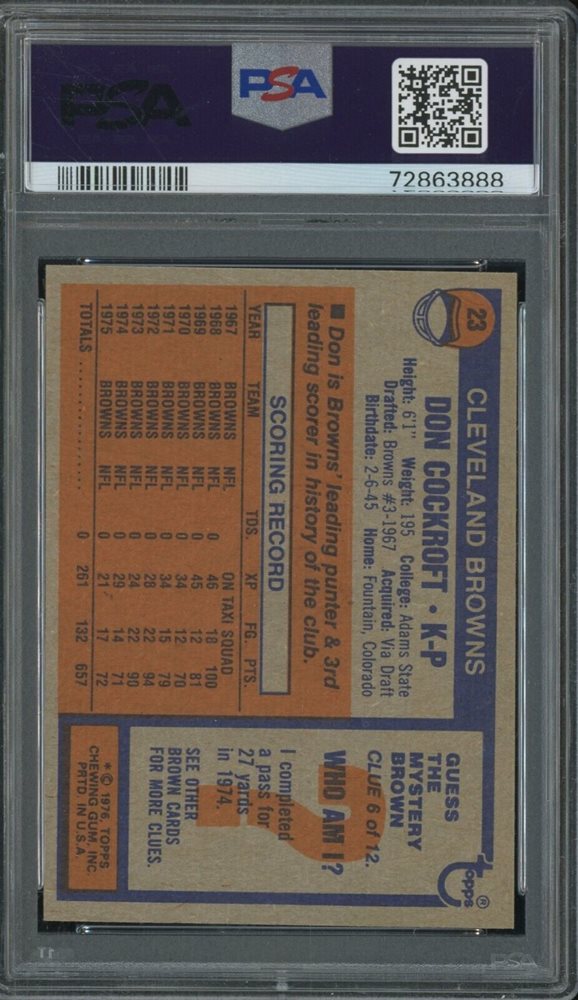 PSA
PSA
72863888
23
CLEVELAND BROWNS
DON COCKROFT • K-P
Height: 6'1" Weight: 195 College: Adams State
Drafted: Browns #3-1967 Acquired: Via Draft
Birthdate: 2-6-45 Home: Fountain, Colorado
■ Don is Browns' leading punter & 3rd
leading scorer in history of the club.
SCORING RECORD
YEAR TEAM TDS. XP FG. PTS.
1967 BROWNS NFL ON TAXI SQUAD
1968 BROWNS NFL 0 46 18 100
1969 BROWNS NFL 0 45 12 81
1970 BROWNS NFL 0 34 12 70
1971 BROWNS NFL 0 34 15 79
1972 BROWNS NFL 0 28 22 94
1973 BROWNS NFL 0 24 22 90
1974 BROWNS NFL 0 29 14 71
1975 BROWNS NFL 0 21 17 72
TOTALS .................. 0 261 132 657
topps®
GUESS
THE
MYSTERY
BROWN
CLUE 6 of 12.
?
WHO AM I?
I completed
a pass for
27 yards
in 1974.
SEE OTHER
BROWN CARDS
FOR MORE CLUES.
* © 1976, TOPPS
CHEWING GUM, INC.
PRTD. IN U.S.A
PSA